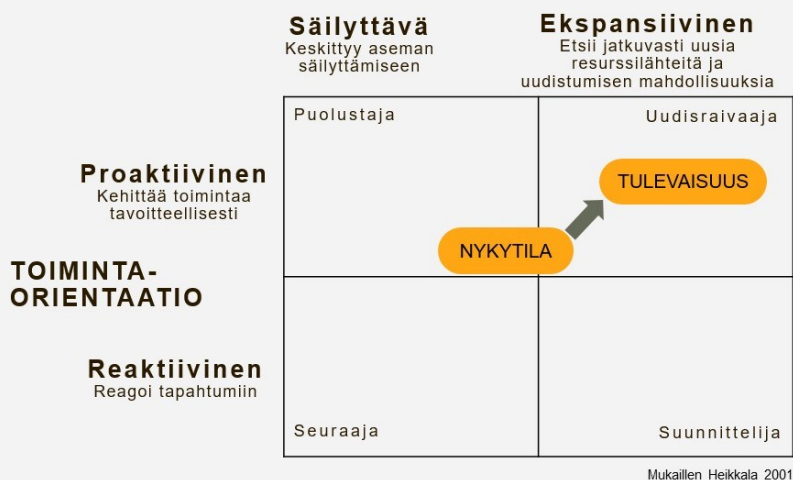 Säilyttävä
Keskittyy aseman
säilyttämiseen
Ekspansiivinen
Etsii jatkuvasti uusia
resurssilähteitä ja
uudistumisen mahdollisuuksia
Puolustaja
Uudisraivaaja
Proaktiivinen
Kehittää toimintaa
tavoitteellisesti
TULEVAISUUS
NYKYTILA
TOIMINTA-
ORIENTAATIO
Reaktiivinen
Reagoi tapahtumiin
Seuraaja
Suunnittelija
Mukaillen Heikkala 2001